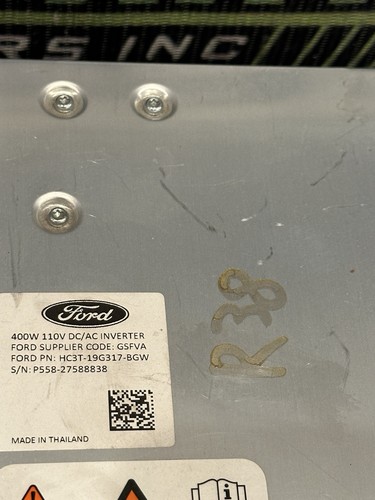 RS INC
Ford
400W 110V DC/AC INVERTER
FORD SUPPLIER CODE: GSFVA
FORD PN: HC3T-19G317-BGW
S/N: P558-27588838
MADE IN THAILAND
R38